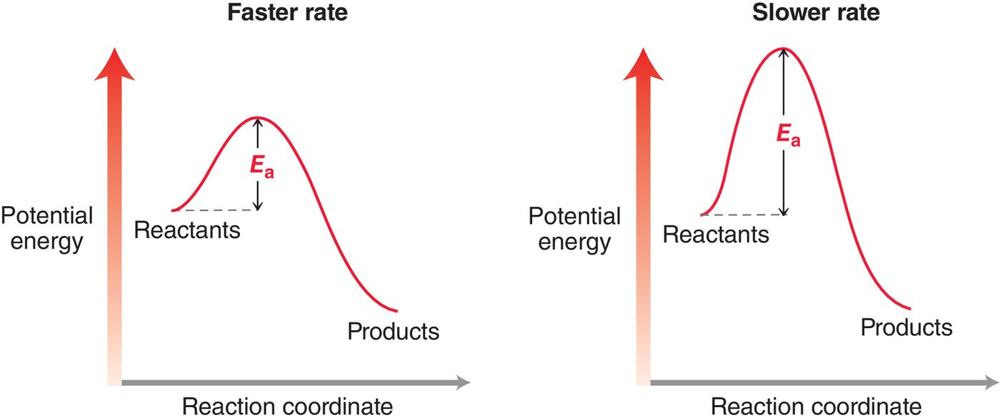 Faster rate
Potential
energy
Ea
Reactants
Products
Reaction coordinate
Slower rate
Potential
energy
Ea
Reactants
Products
Reaction coordinate